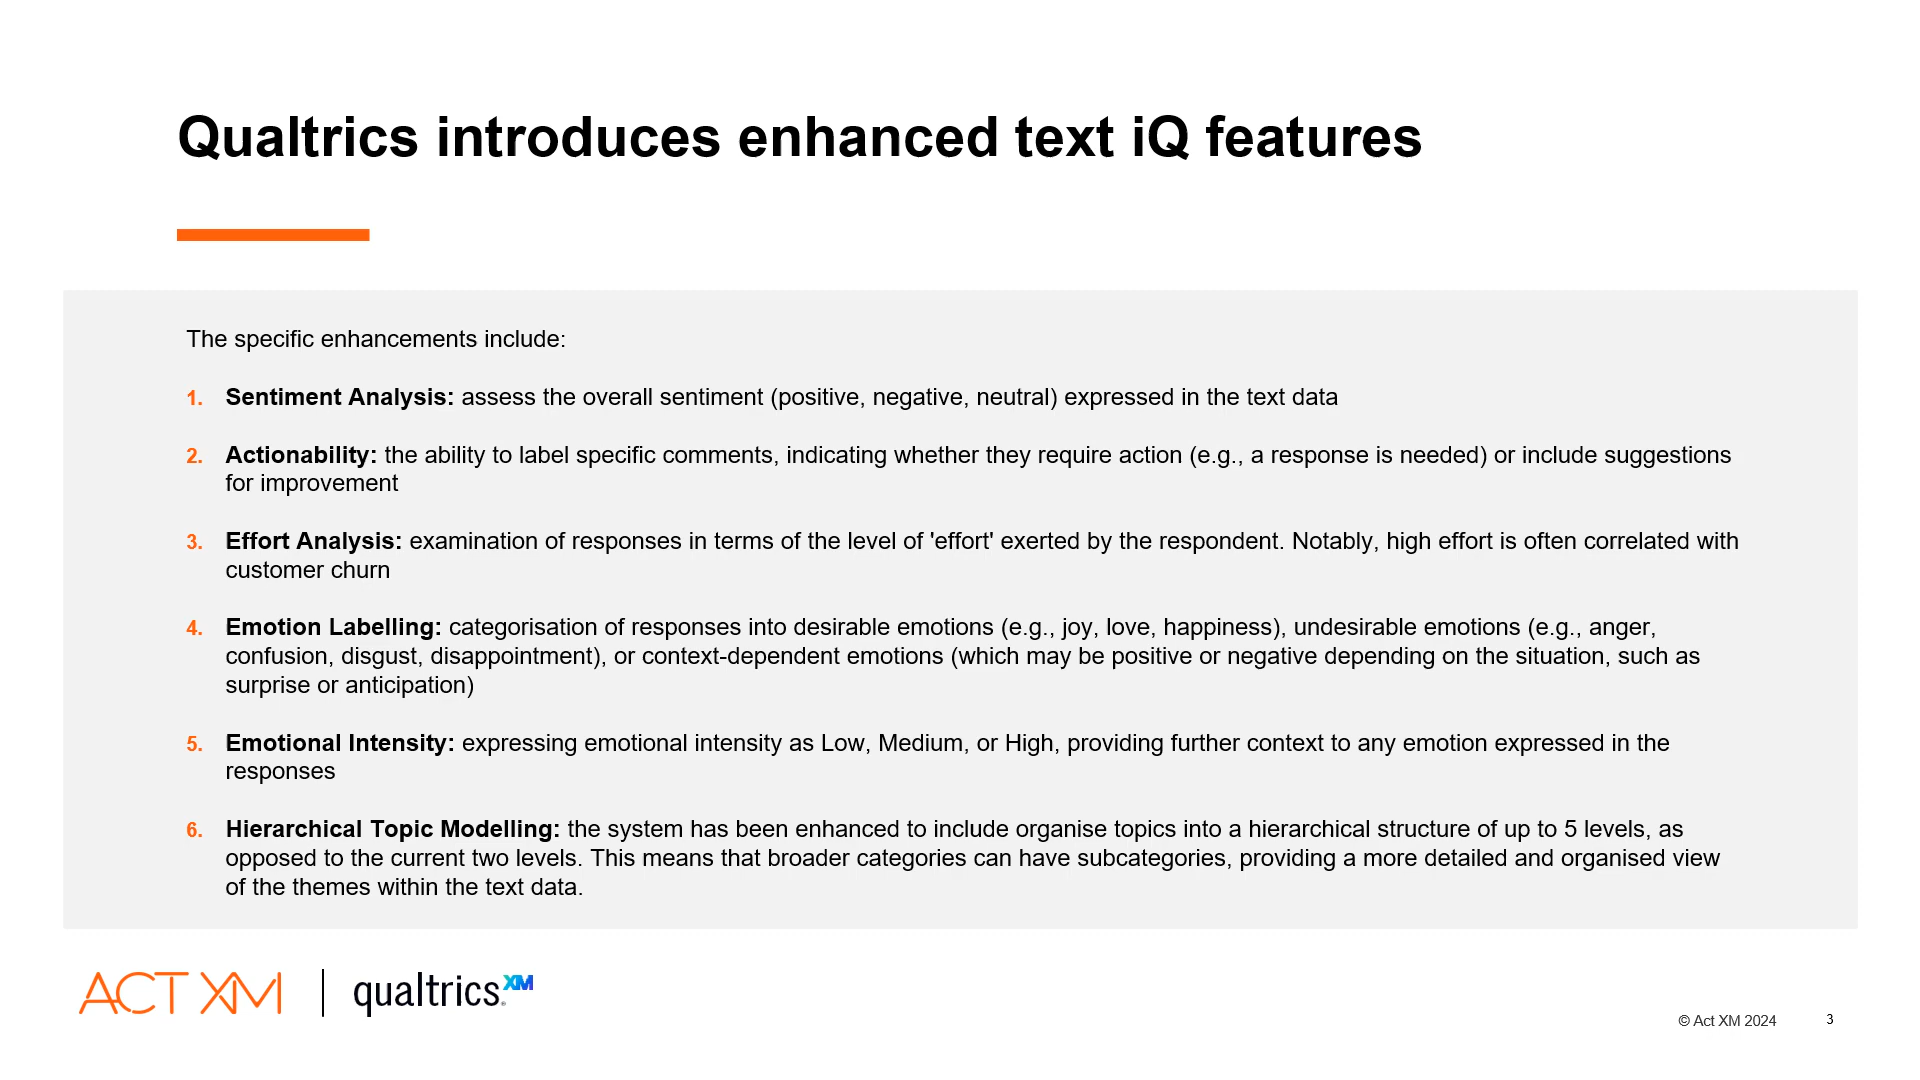 Qualtrics introduces enhanced text iQ features
The specific enhancements include:
1. Sentiment Analysis: assess the overall sentiment (positive, negative, neutral) expressed in the text data
2. Actionability: the ability to label specific comments, indicating whether they require action (e.g., a response is needed) or include suggestions
for improvement
3. Effort Analysis: examination of responses in terms of the level of 'effort' exerted by the respondent. Notably, high effort is often correlated with
customer churn
4. Emotion Labelling: categorisation of responses into desirable emotions (e.g., joy, love, happiness), undesirable emotions (e.g., anger,
confusion, disgust, disappointment), or context-dependent emotions (which may be positive or negative depending on the situation, such as
surprise or anticipation)
5. Emotional Intensity: expressing emotional intensity as Low, Medium, or High, providing further context to any emotion expressed in the
responses
6. Hierarchical Topic Modelling: the system has been enhanced to include organise topics into a hierarchical structure of up to 5 levels, as
opposed to the current two levels. This means that broader categories can have subcategories, providing a more detailed and organised view
of the themes within the text data.
ACT XM | qualtrics.XM
© Act XM 2024 3